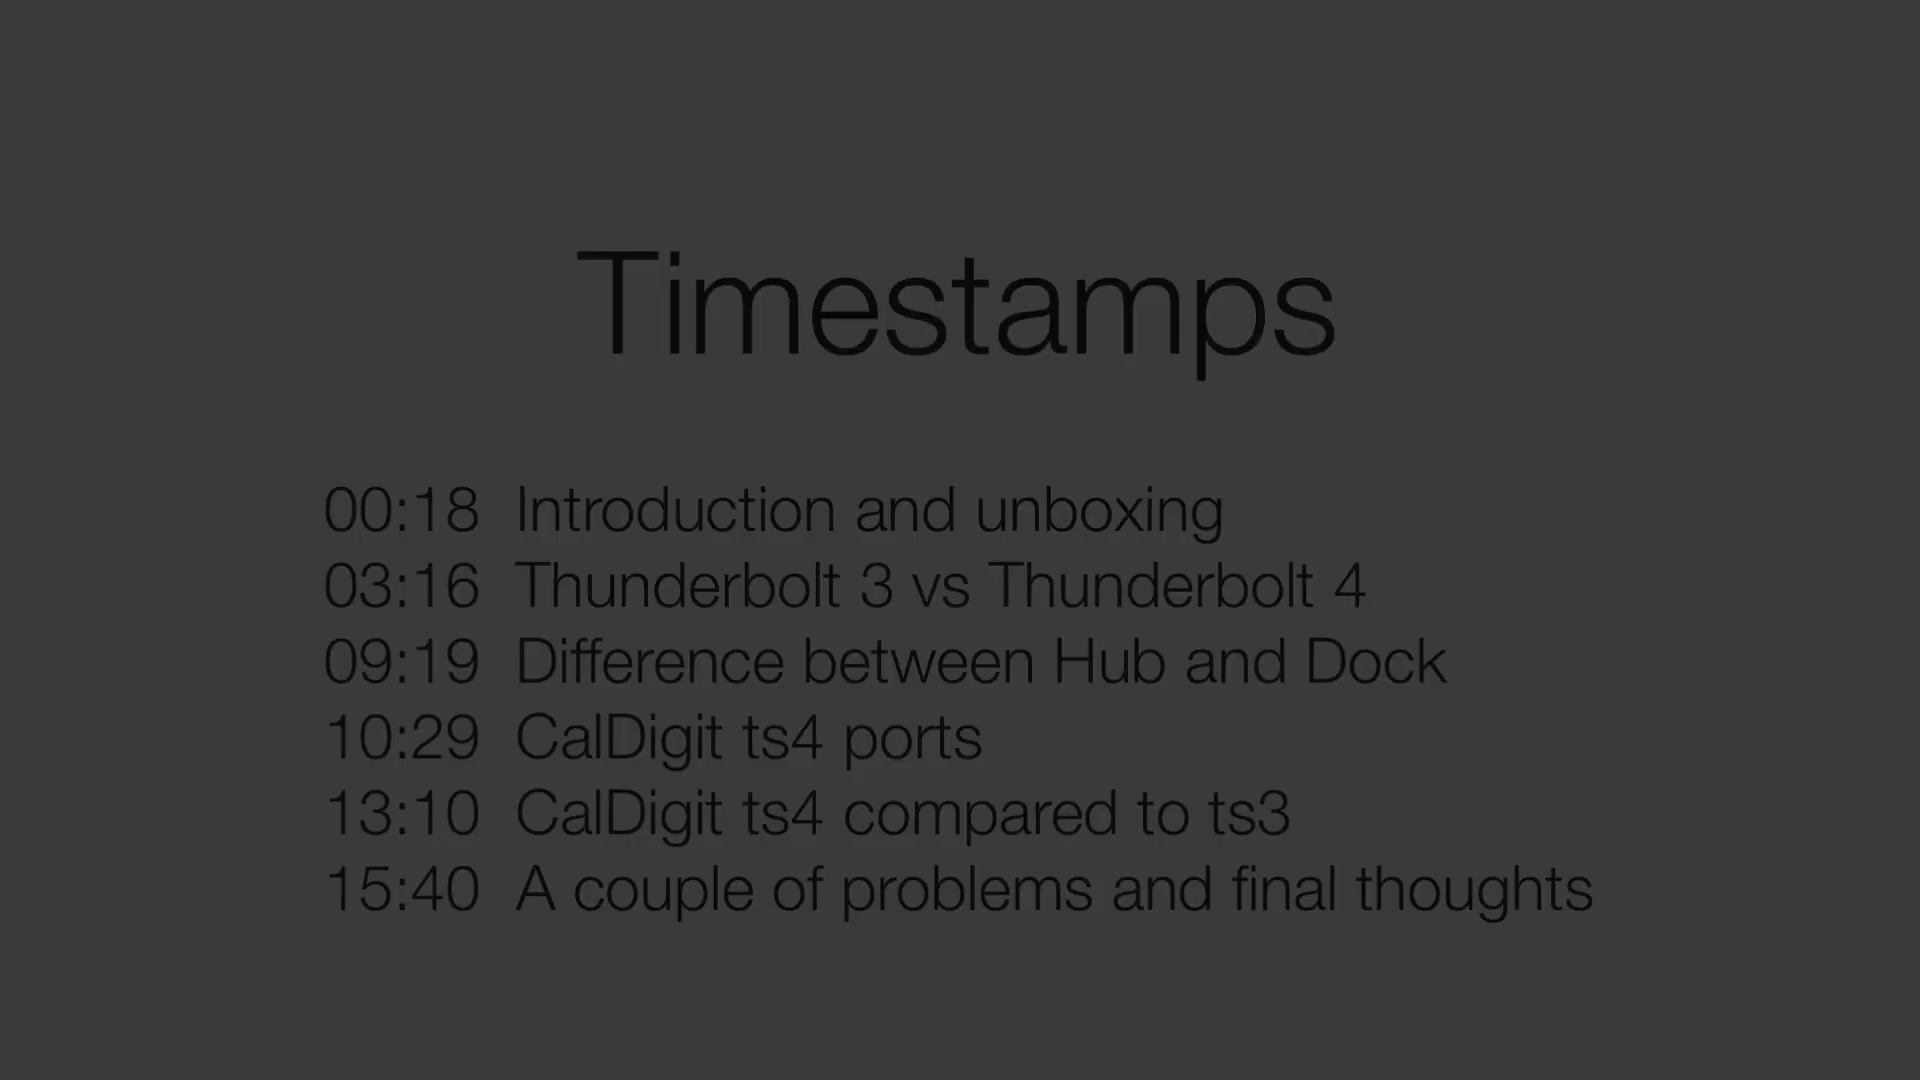 Timestamps
00:18 Introduction and unboxing
03:16 Thunderbolt 3 vs Thunderbolt 4
09:19 Difference between Hub and Dock
10:29 CalDigit ts4 ports
13:10 CalDigit ts4 compared to ts3
15:40 A couple of problems and final thoughts